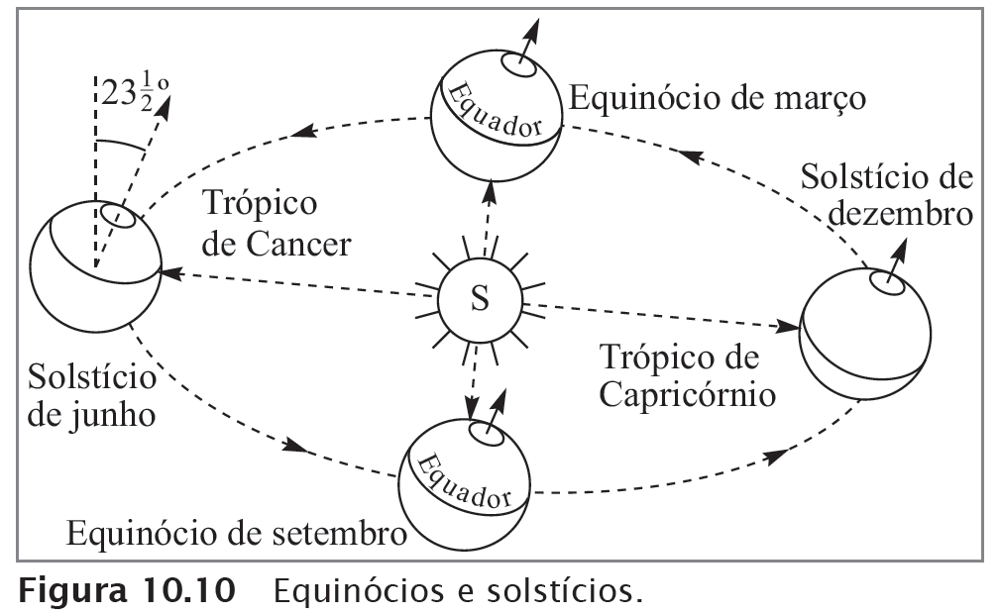 23½°
Equador
Equinócio de março
Solstício de
dezembro
Trópico
de Cancer
S
Trópico de
Capricórnio
Solstício
de junho
Equador
Equinócio de setembro
Figura 10.10 Equinócios e solstícios.